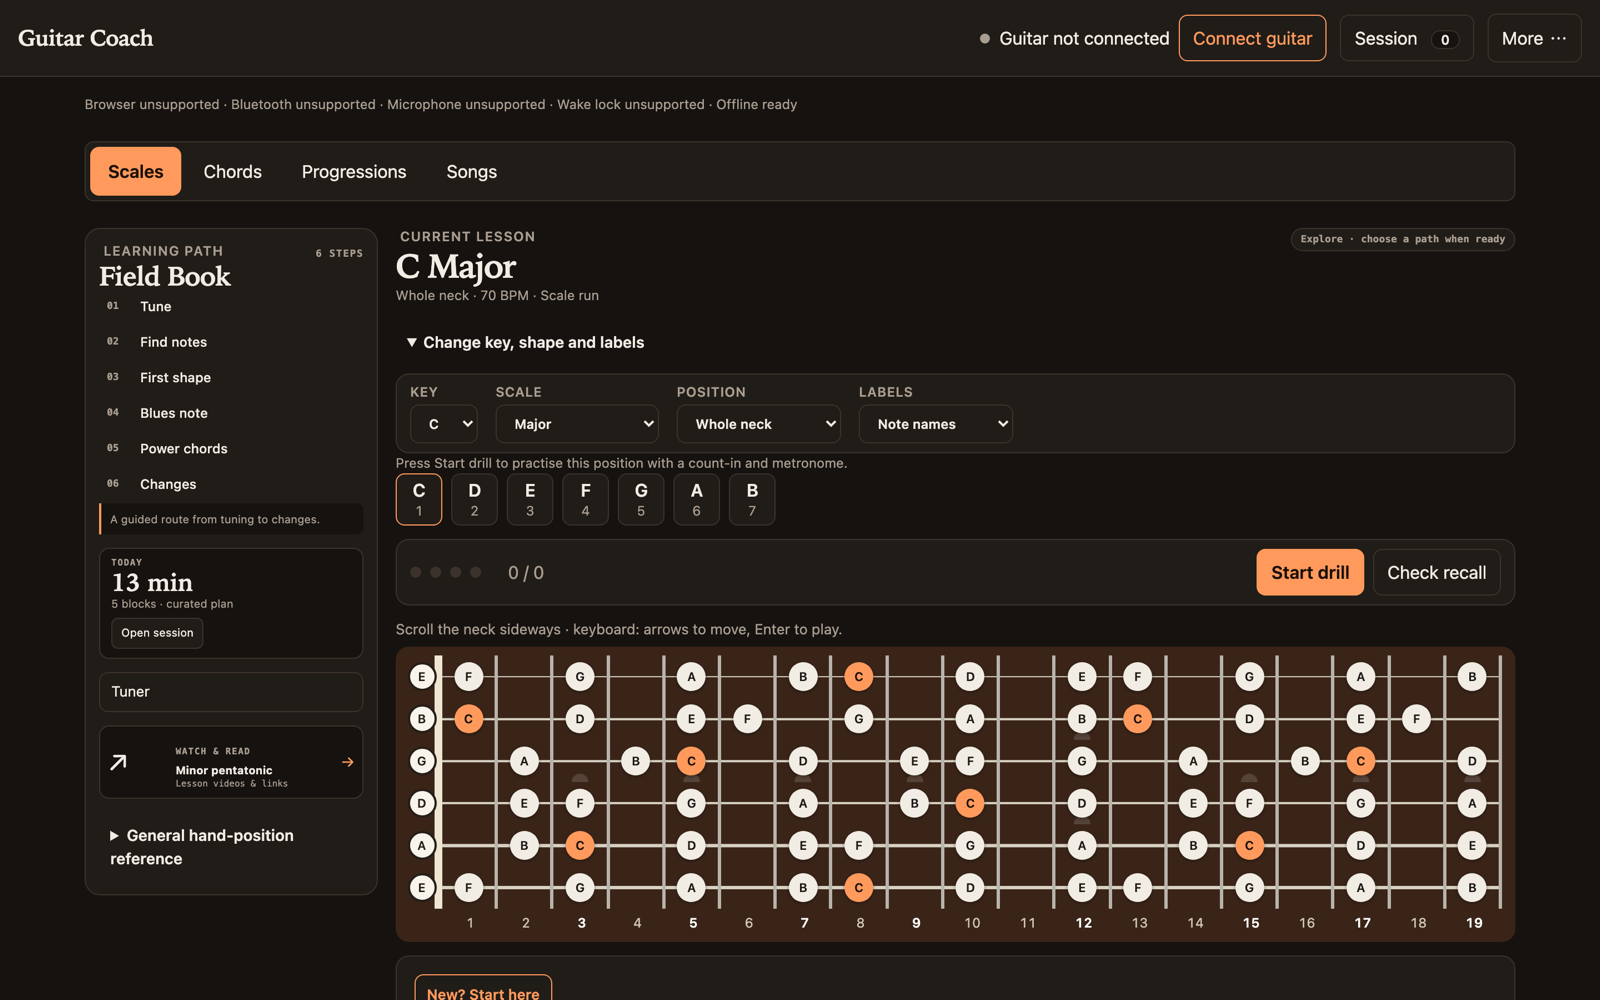 Guitar Coach
Guitar not connected
Connect guitar
Session 0
More ···
Browser unsupported · Bluetooth unsupported · Microphone unsupported · Wake lock unsupported · Offline ready
Scales Chords Progressions Songs
LEARNING PATH
6 STEPS
Field Book
01 Tune
02 Find notes
03 First shape
04 Blues note
05 Power chords
06 Changes
A guided route from tuning to changes.
TODAY
13 min
5 blocks · curated plan
Open session
Tuner
WATCH & READ
Minor pentatonic
Lesson videos & links
General hand-position
reference
CURRENT LESSON
C Major
Whole neck · 70 BPM · Scale run
Explore · choose a path when ready
Change key, shape and labels
KEY SCALE POSITION LABELS
C Major Whole neck Note names
Press Start drill to practise this position with a count-in and metronome.
C D E F G A B
1 2 3 4 5 6 7
0 / 0
Start drill
Check recall
Scroll the neck sideways · keyboard: arrows to move, Enter to play.
E F G A B C D E F G A B
B C D E F G A B C D E F
G A B C D E F G A B C D
D E F G A B C D E F G A
A B C D E F G A B C D E
E F G A B C D E F G A B
1 2 3 4 5 6 7 8 9 10 11 12 13 14 15 16 17 18 19
New? Start here